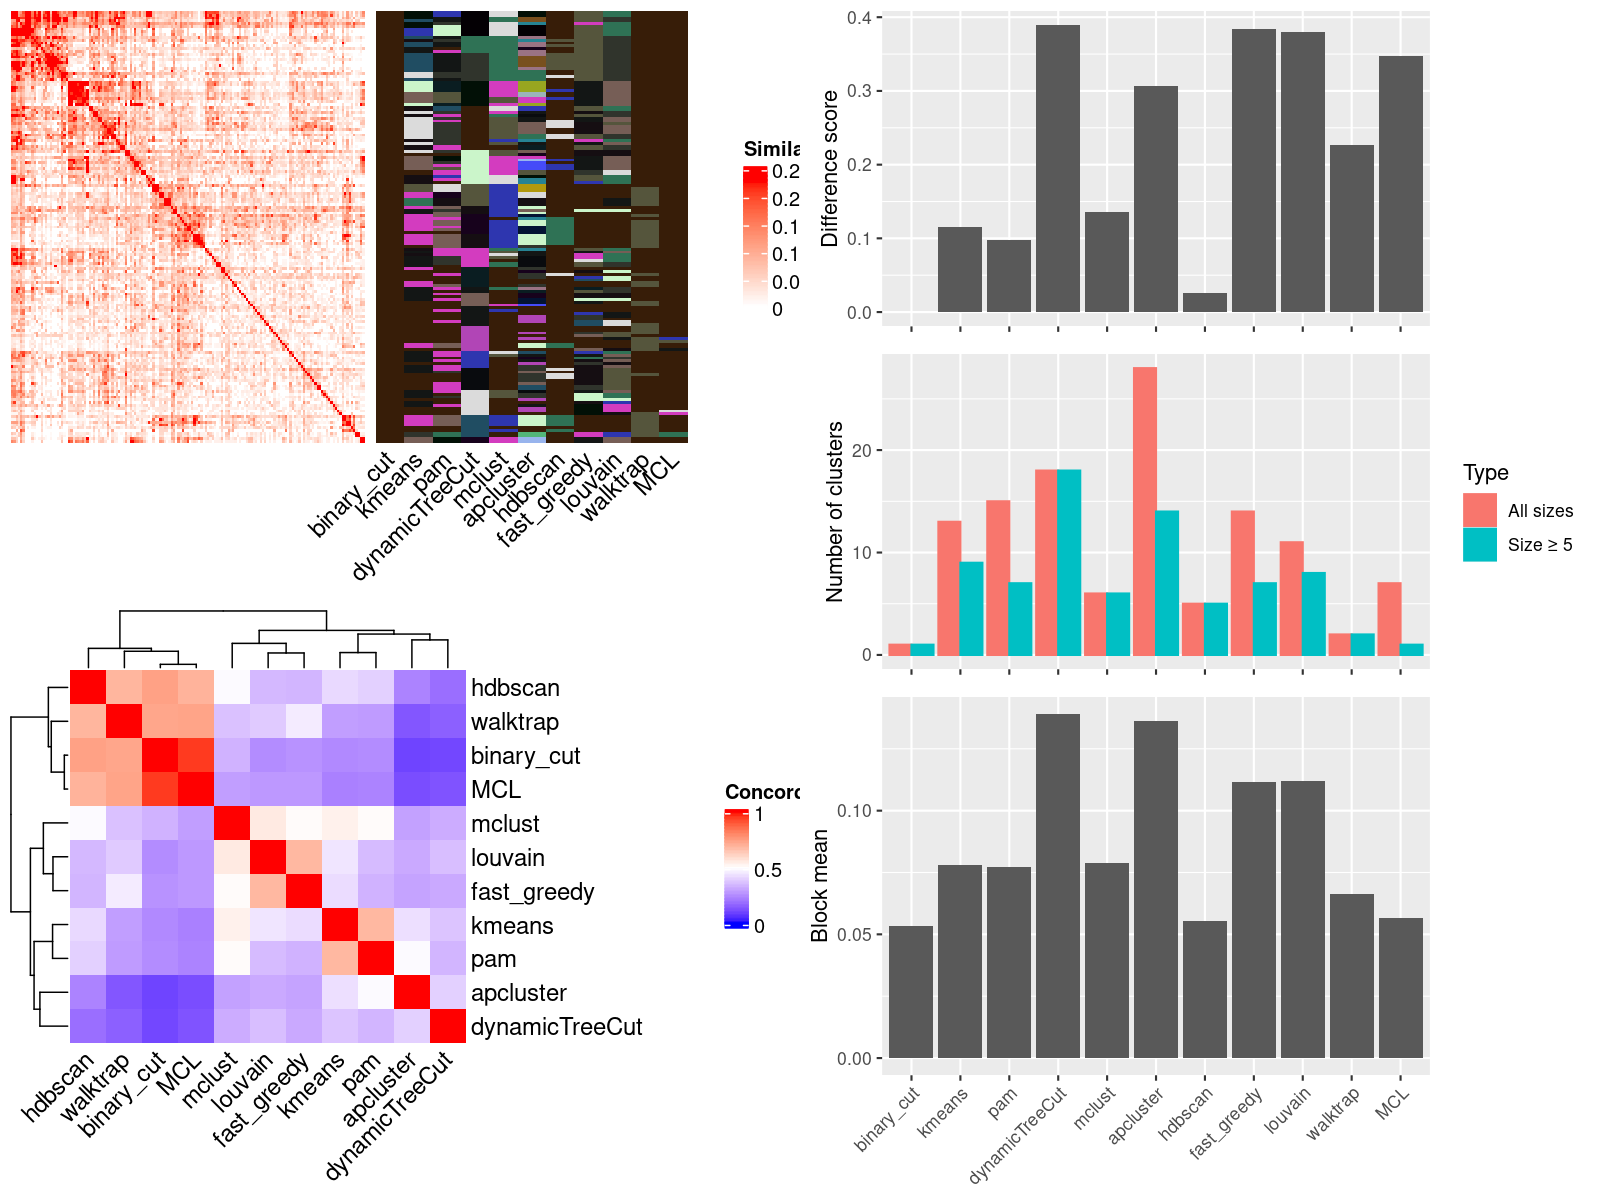 Simila
0.2
0.2
0.1
0.1
0.0
0
binary_cut
kmeans
pam
dynamicTreeCut
mclust
apcluster
hdbscan
fast_greedy
louvain
walktrap
MCL
hdbscan
walktrap
binary_cut
MCL
mclust
louvain
fast_greedy
kmeans
pam
apcluster
dynamicTreeCut
hdbscan
walktrap
binary_cut
MCL
mclust
louvain
fast_greedy
kmeans
pam
apcluster
dynamicTreeCut
Concord
1
0.5
0
Difference score
0.4
0.3
0.2
0.1
0.0
Number of clusters
20
10
0
Type
All sizes
Size ≥ 5
Block mean
0.10
0.05
0.00
binary_cut
kmeans
pam
dynamicTreeCut
mclust
apcluster
hdbscan
fast_greedy
louvain
walktrap
MCL